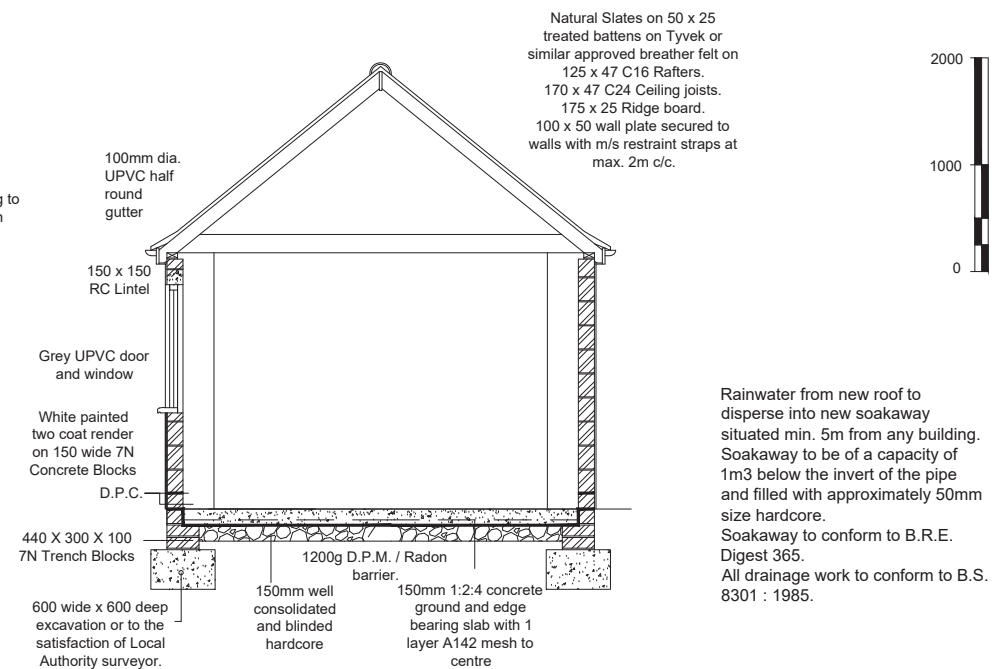 Natural Slates on 50 x 25
treated battens on Tyvek or
similar approved breather felt on
125 x 47 C16 Rafters.
170 x 47 C24 Ceiling joists.
175 x 25 Ridge board.
100 x 50 wall plate secured to
walls with m/s restraint straps at
max. 2m c/c.
2000
1000
0
100mm dia.
UPVC half
round
gutter
g to
150 x 150
RC Lintel
Grey UPVC door
and window
White painted
two coat render
on 150 wide 7N
Concrete Blocks
D.P.C.
440 X 300 X 100
7N Trench Blocks
600 wide x 600 deep
excavation or to the
satisfaction of Local
Authority surveyor.
150mm well
consolidated
and blinded
hardcore
1200g D.P.M. / Radon
barrier.
150mm 1:2:4 concrete
ground and edge
bearing slab with 1
layer A142 mesh to
centre
Rainwater from new roof to
disperse into new soakaway
situated min. 5m from any building.
Soakaway to be of a capacity of
1m3 below the invert of the pipe
and filled with approximately 50mm
size hardcore.
Soakaway to conform to B.R.E.
Digest 365.
All drainage work to conform to B.S.
8301 : 1985.